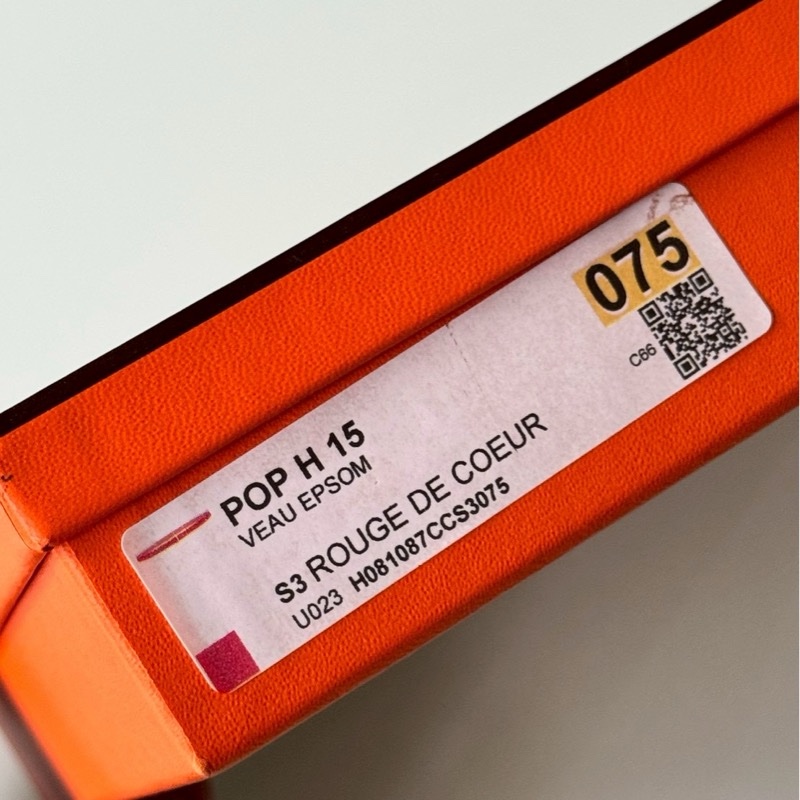 075
C66
POP H 15
VEAU EPSOM
S3 ROUGE DE COEUR
U023 H081087CCS3075